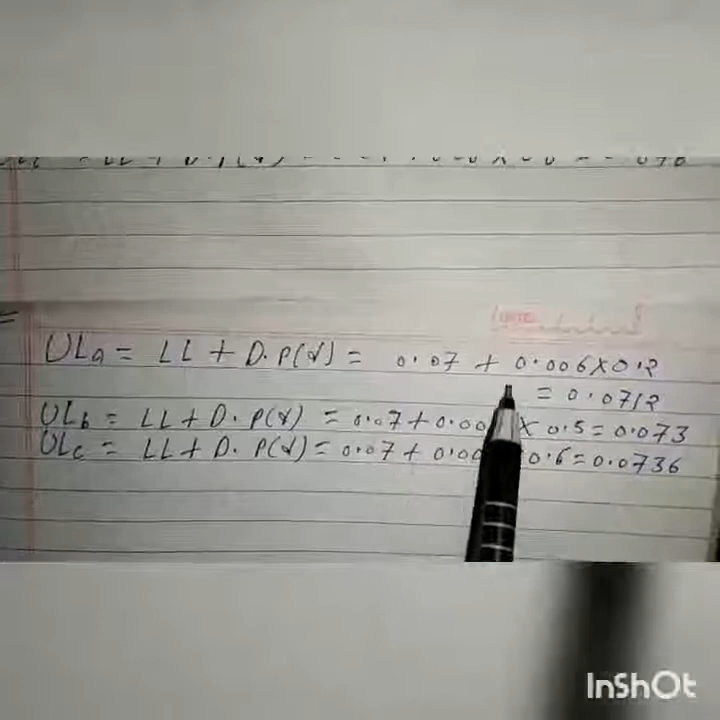 ULa = LL + D. P(α) = 0.07 + 0.006 × 0.2
= 0.0712
ULb = LL + D. P(α) = 0.07 + 0.00 × 0.5 = 0.073
ULc = LL + D. P(α) = 0.07 + 0.00 0.6 = 0.0736
InShOt